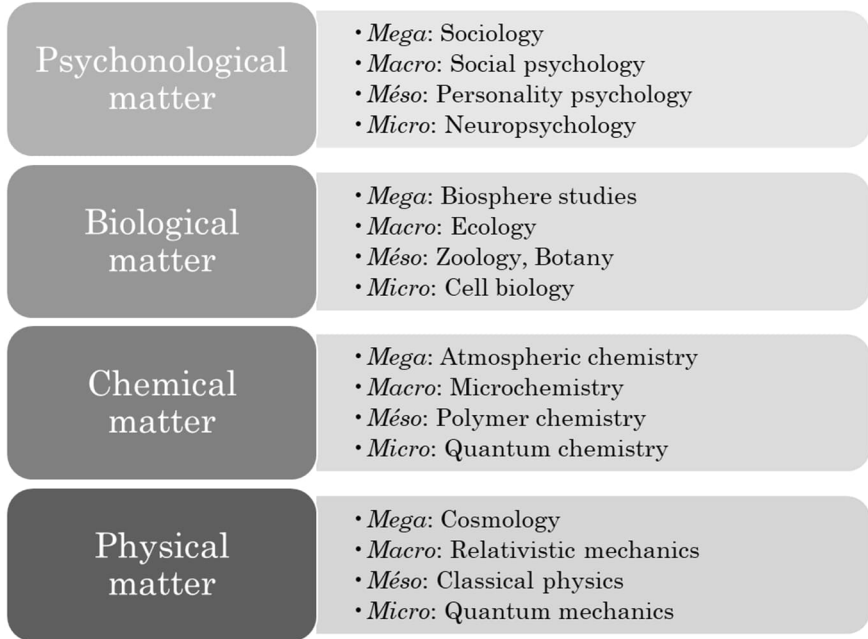 Psychonological
matter
• Mega: Sociology
• Macro: Social psychology
• Méso: Personality psychology
• Micro: Neuropsychology
Biological
matter
• Mega: Biosphere studies
• Macro: Ecology
• Méso: Zoology, Botany
• Micro: Cell biology
Chemical
matter
• Mega: Atmospheric chemistry
• Macro: Microchemistry
• Méso: Polymer chemistry
• Micro: Quantum chemistry
Physical
matter
• Mega: Cosmology
• Macro: Relativistic mechanics
• Méso: Classical physics
• Micro: Quantum mechanics